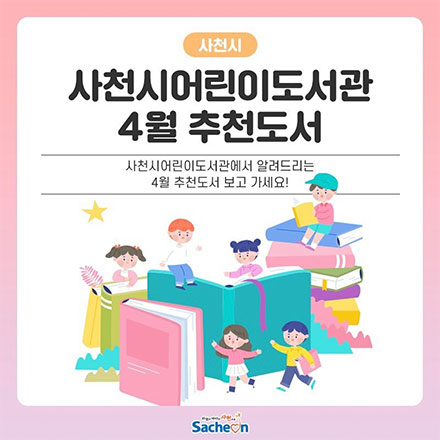 사천시
사천시어린이도서관
4월 추천도서
사천시어린이도서관에서 알려드리는
4월 추천도서 보고 가세요!
Sacheon